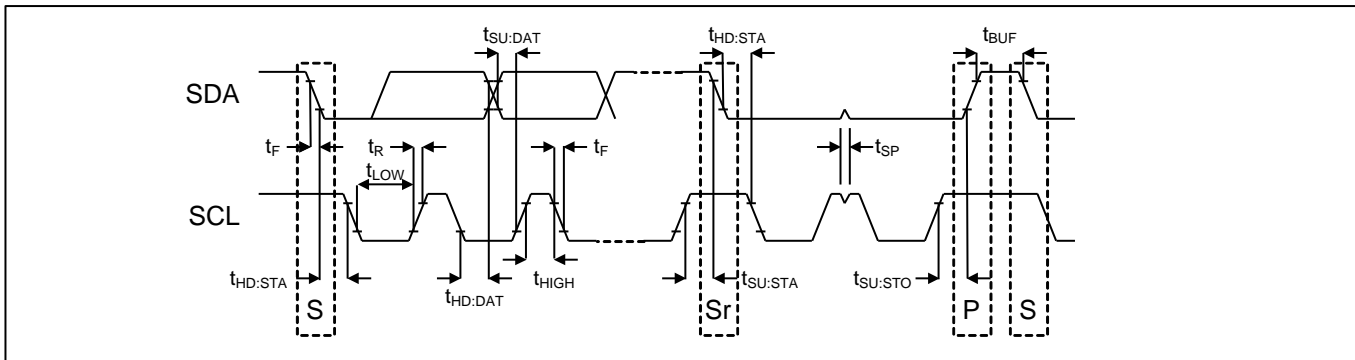 tSU:DAT tHD:STA tBUF
SDA
tF tR tF tSP
tLOW
SCL
tHD:STA tHD:DAT tHIGH tSU:STA tSU:STO
S Sr P S